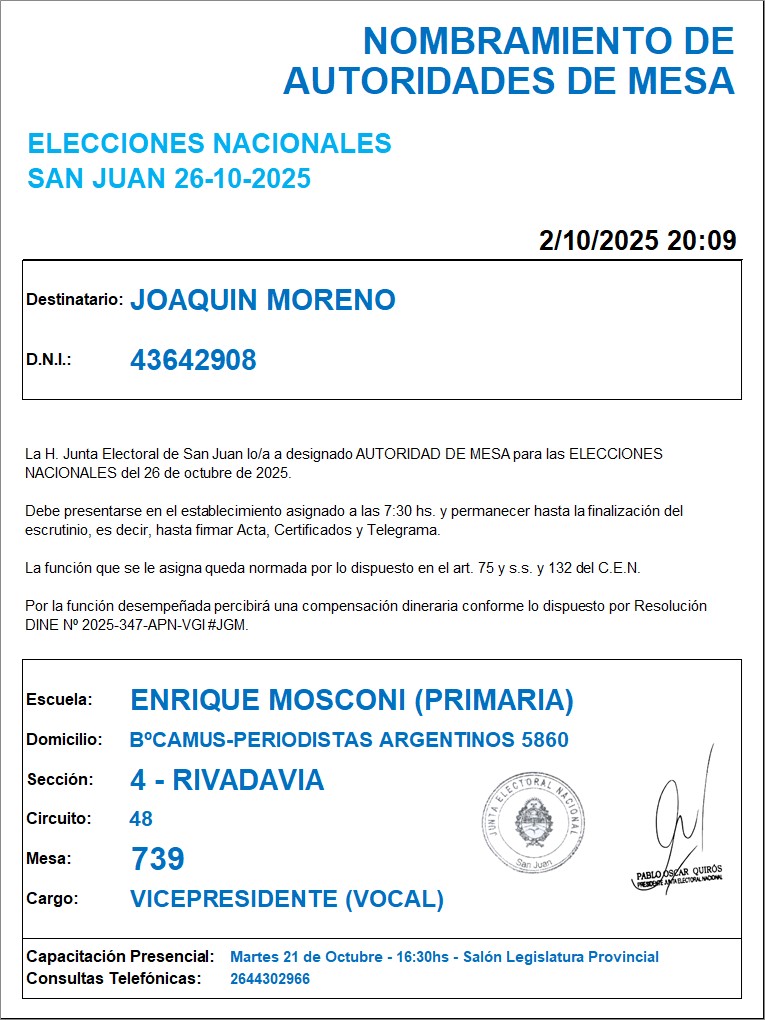 NOMBRAMIENTO DE
AUTORIDADES DE MESA
ELECCIONES NACIONALES
SAN JUAN 26-10-2025
2/10/2025 20:09
Destinatario: JOAQUIN MORENO
D.N.I.: 43642908
La H. Junta Electoral de San Juan lo/a a designado AUTORIDAD DE MESA para las ELECCIONES
NACIONALES del 26 de octubre de 2025.
Debe presentarse en el establecimiento asignado a las 7:30 hs. y permanecer hasta la finalización del
escrutinio, es decir, hasta firmar Acta, Certificados y Telegrama.
La función que se le asigna queda normada por lo dispuesto en el art. 75 y s.s. y 132 del C.E.N.
Por la función desempeñada percibirá una compensación dineraria conforme lo dispuesto por Resolución
DINE Nº 2025-347-APN-VGI#JGM.
Escuela: ENRIQUE MOSCONI (PRIMARIA)
Domicilio: BºCAMUS-PERIODISTAS ARGENTINOS 5860
Sección: 4 - RIVADAVIA
Circuito: 48
Mesa: 739
Cargo: VICEPRESIDENTE (VOCAL)
JUNTA ELECTORAL NACIONAL
San Juan
PABLO OSCAR QUIRÓS
PRESIDENTE JUNTA ELECTORAL NACIONAL
Capacitación Presencial: Martes 21 de Octubre - 16:30hs - Salón Legislatura Provincial
Consultas Telefónicas: 2644302966